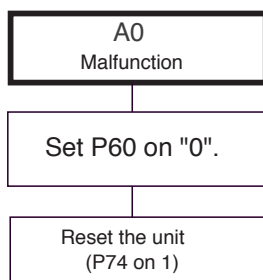 A0
Malfunction
Set P60 on "0".
Reset the unit
(P74 on 1)